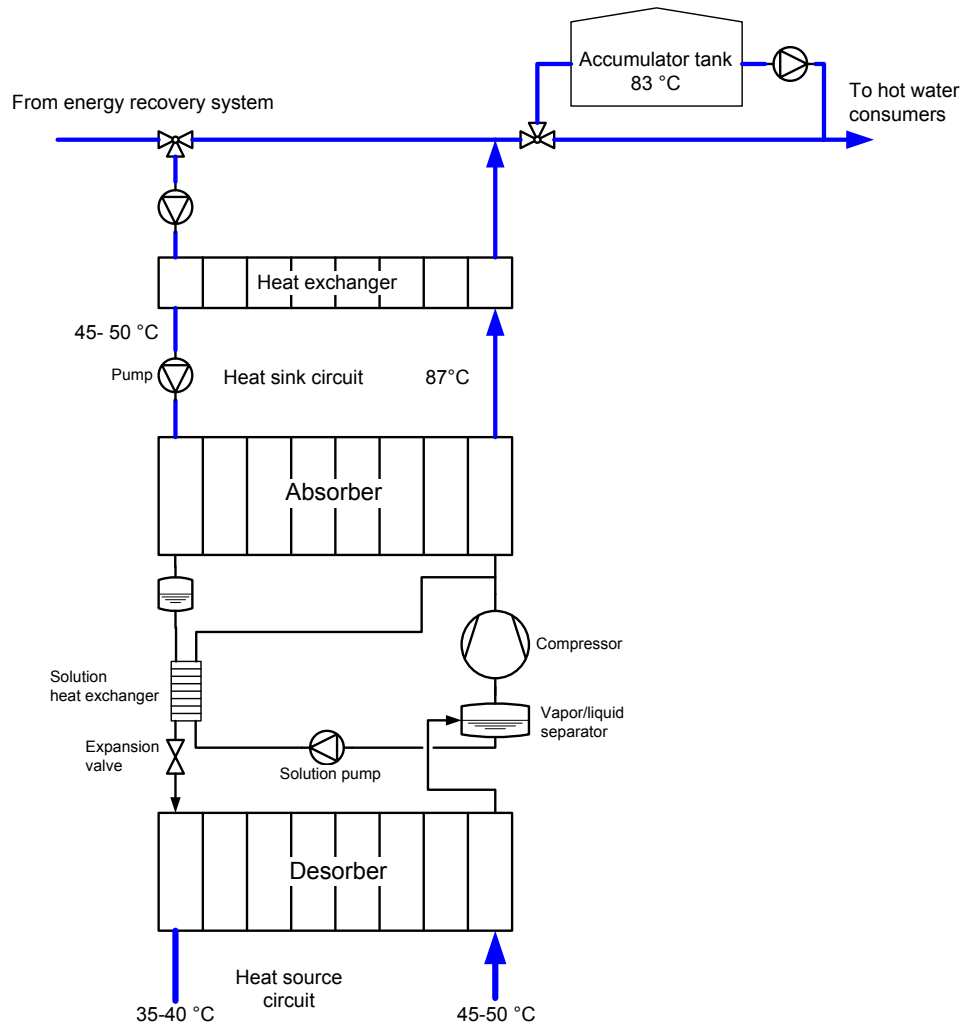 Accumulator tank
83 °C
From energy recovery system
To hot water
consumers
Heat exchanger
45- 50 °C
Pump
Heat sink circuit
87°C
Absorber
Compressor
Solution
heat exchanger
Vapor/liquid
separator
Expansion
valve
Solution pump
Desorber
Heat source
circuit
35-40 °C
45-50 °C